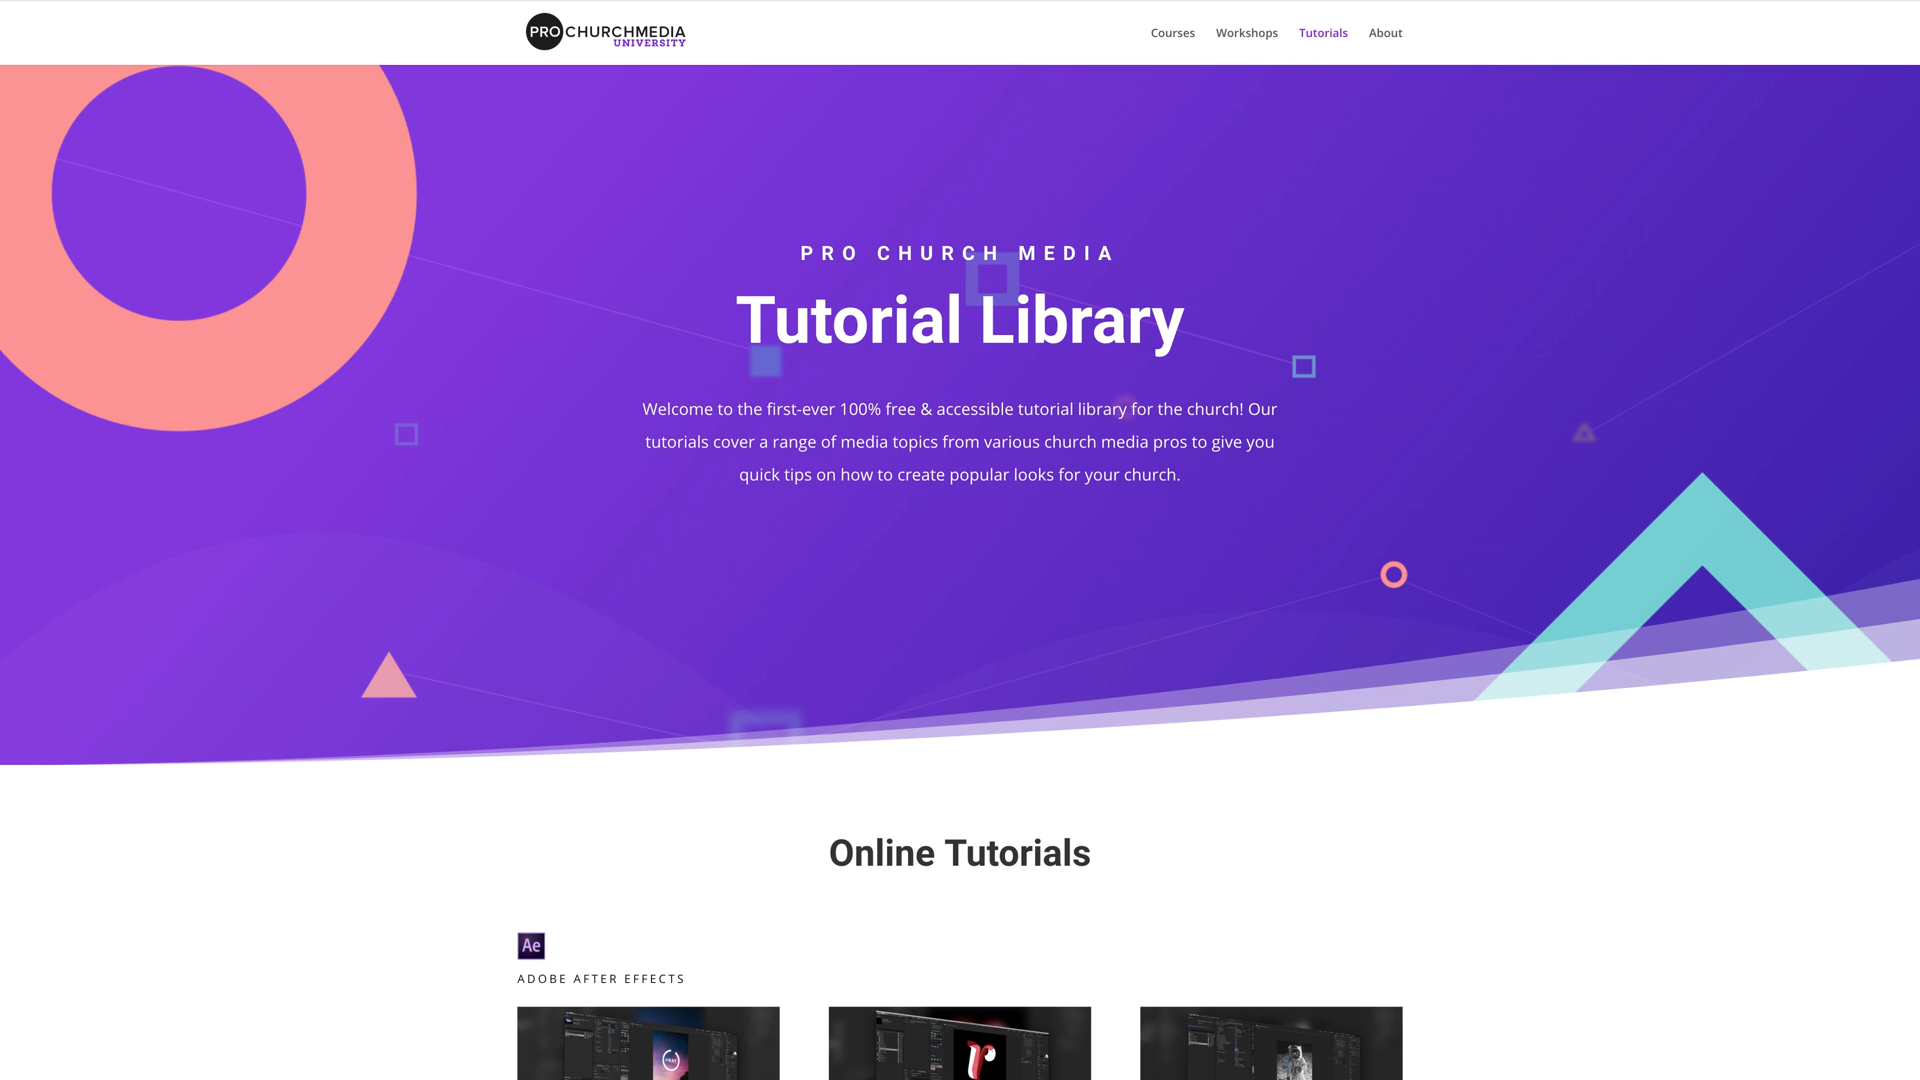 PRO CHURCHMEDIA
UNIVERSITY
Courses Workshops Tutorials About
PRO CHURCH MEDIA
Tutorial Library
Welcome to the first-ever 100% free & accessible tutorial library for the church! Our
tutorials cover a range of media topics from various church media pros to give you
quick tips on how to create popular looks for your church.
Online Tutorials
Ae
ADOBE AFTER EFFECTS